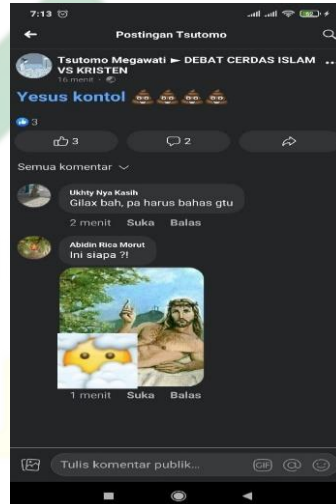 7:13
Postingan Tsutomo
Tsutomo Megawati ► DEBAT CERDAS ISLAM
VS KRISTEN
16 menit
Yesus kontol 💩💩💩💩
3
3
2
Semua komentar
Ukhty Nya Kasih
Gilax bah, pa harus bahas gtu
2 menit Suka Balas
Abidin Rica Morut
Ini siapa ?!
1 menit Suka Balas
Tulis komentar publik...
GIF